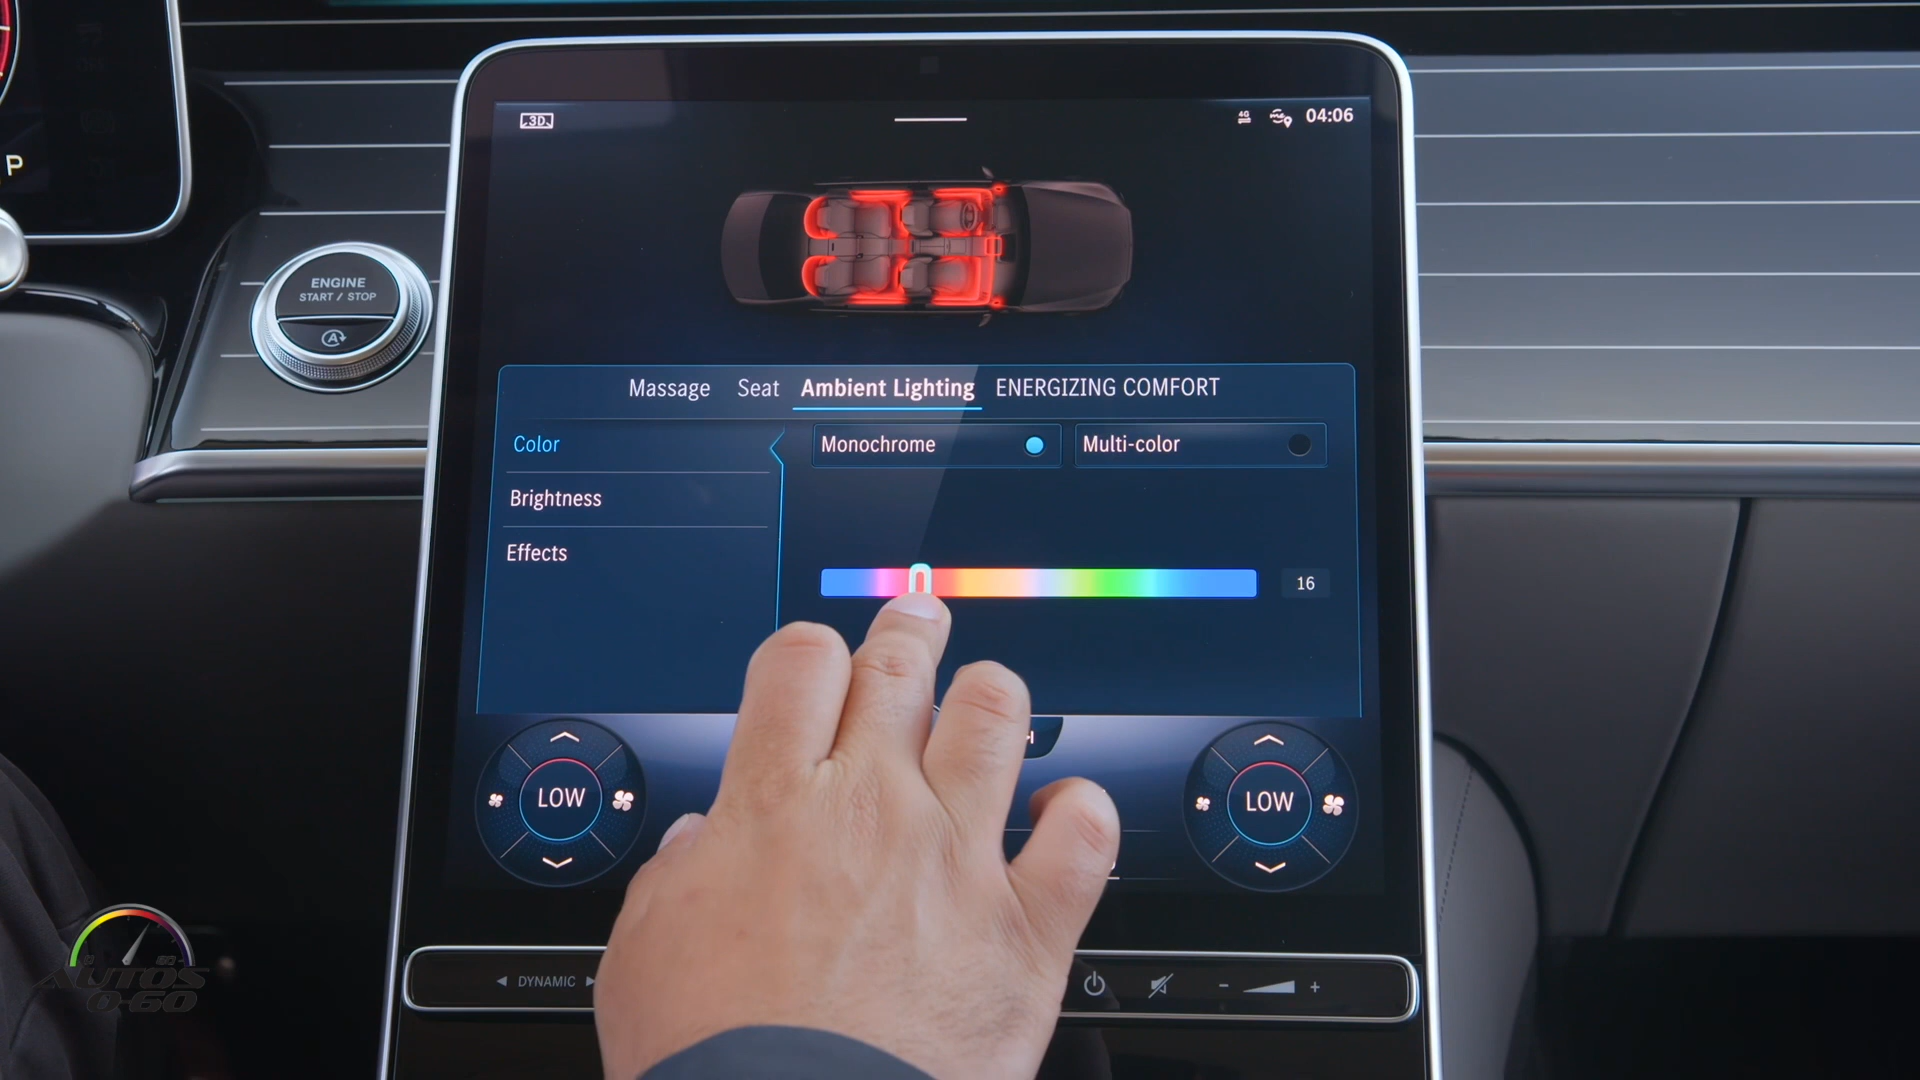 P
ENGINE
START / STOP
A
3D
4G
04:06
Massage Seat Ambient Lighting ENERGIZING COMFORT
Color
Monochrome Multi-color
Brightness
Effects
16
LOW
LOW
DYNAMIC
- +
AUTOS
0-60